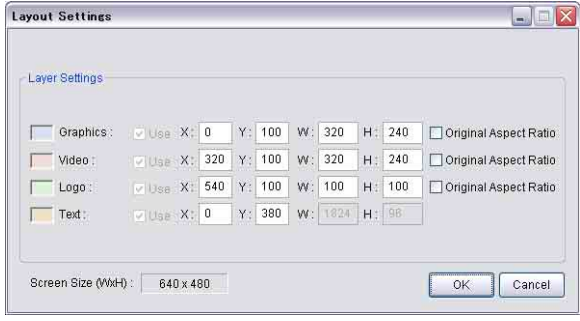 Layout Settings
Layer Settings
Graphics : Use X: 0 Y: 100 W: 320 H: 240 Original Aspect Ratio
Video : Use X: 320 Y: 100 W: 320 H: 240 Original Aspect Ratio
Logo : Use X: 540 Y: 100 W: 100 H: 100 Original Aspect Ratio
Text : Use X: 0 Y: 380 W: 1824 H: 96
Screen Size (WxH) : 640 x 480
OK Cancel